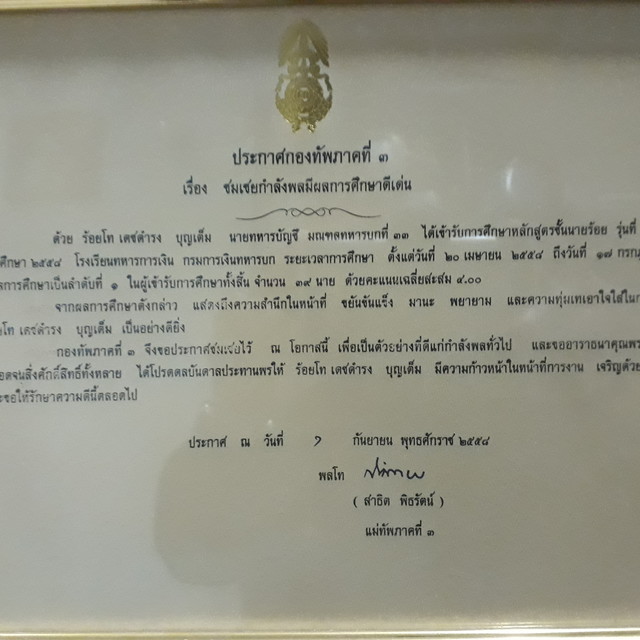 ประกาศกองทัพภาคที่ ๓
เรื่อง ชมเชยกำลังพลมีผลการศึกษาดีเด่น
ด้วย ร้อยโท เดชดำรง บุญเต็ม นายทหารบัญชี มณฑลทหารบกที่ ๓๓ ได้เข้ารับการศึกษาหลักสูตรชั้นนายร้อย รุ่นที่
ศึกษา ๒๕๕๘ โรงเรียนทหารการเงิน กรมการเงินทหารบก ระยะเวลาการศึกษา ตั้งแต่วันที่ ๒๐ เมษายน ๒๕๕๘ ถึงวันที่ ๑๗ กรกฎ
ลการศึกษาเป็นลำดับที่ ๑ ในผู้เข้ารับการศึกษาทั้งสิ้น จำนวน ๓๙ นาย ด้วยคะแนนเฉลี่ยสะสม ๔.๐๐
จากผลการศึกษาดังกล่าว แสดงถึงความสำนึกในหน้าที่ ขยันขันแข็ง มานะ พยายาม และความทุ่มเทเอาใจใส่ในก
ยโท เดชดำรง บุญเต็ม เป็นอย่างดียิ่ง
กองทัพภาคที่ ๓ จึงขอประกาศชมเชยไว้ ณ โอกาสนี้ เพื่อเป็นตัวอย่างที่ดีแก่กำลังพลทั่วไป และขออาราธนาคุณพร
อดจนสิ่งศักดิ์สิทธิ์ทั้งหลาย ได้โปรดดลบันดาลประทานพรให้ ร้อยโท เดชดำรง บุญเต็ม มีความก้าวหน้าในหน้าที่การงาน เจริญด้วย
ะขอให้รักษาความดีนี้ตลอดไป
ประกาศ ณ วันที่ ๑ กันยายน พุทธศักราช ๒๕๕๘
พลโท
( สาธิต พิธรัตน์ )
แม่ทัพภาคที่ ๓